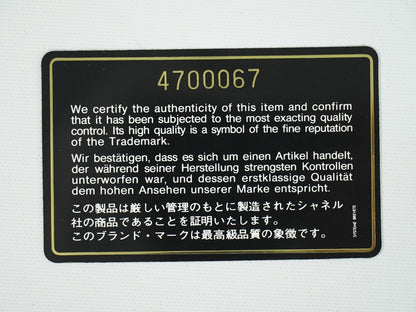 4700067
We certify the authenticity of this item and confirm
that it has been subjected to the most exacting quality
control. Its high quality is a symbol of the fine reputation
of the Trademark.
Wir bestätigen, dass es sich um einen Artikel handelt,
der während seiner Herstellung strengsten Kontrollen
unterworfen war, und dessen erstklassige Qualität
dem hohen Ansehen unserer Marke entspricht.
この製品は厳しい管理のもとに製造されたシャネル
社の商品であることを証明いたします。
このブランド・マークは最高級品質の象徴です。